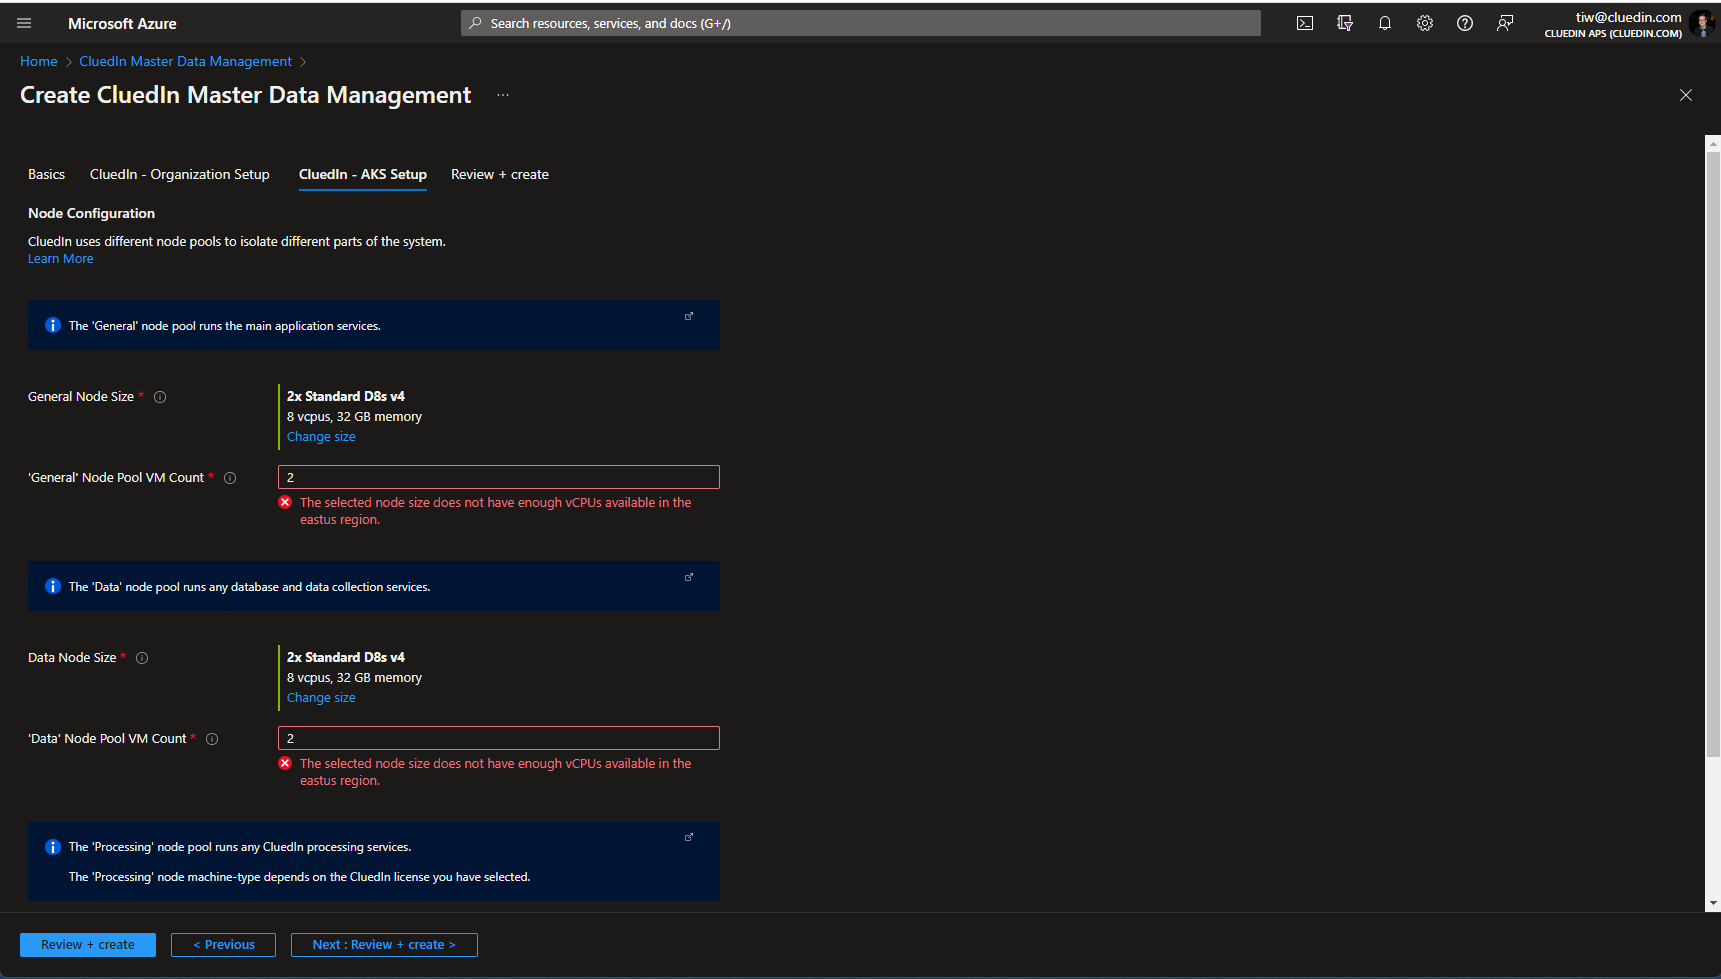 Microsoft Azure
Search resources, services, and docs (G+/)
tiw@cluedin.com
CLUEDIN APS (CLUEDIN.COM)
Home > CluedIn Master Data Management >
Create CluedIn Master Data Management ...
Basics
CluedIn - Organization Setup
CluedIn - AKS Setup
Review + create
Node Configuration
CluedIn uses different node pools to isolate different parts of the system.
Learn More
The 'General' node pool runs the main application services.
General Node Size *
2x Standard D8s v4
8 vcpus, 32 GB memory
Change size
'General' Node Pool VM Count *
2
The selected node size does not have enough vCPUs available in the
eastus region.
The 'Data' node pool runs any database and data collection services.
Data Node Size *
2x Standard D8s v4
8 vcpus, 32 GB memory
Change size
'Data' Node Pool VM Count *
2
The selected node size does not have enough vCPUs available in the
eastus region.
The 'Processing' node pool runs any CluedIn processing services.
The 'Processing' node machine-type depends on the CluedIn license you have selected.
Review + create
< Previous
Next : Review + create >